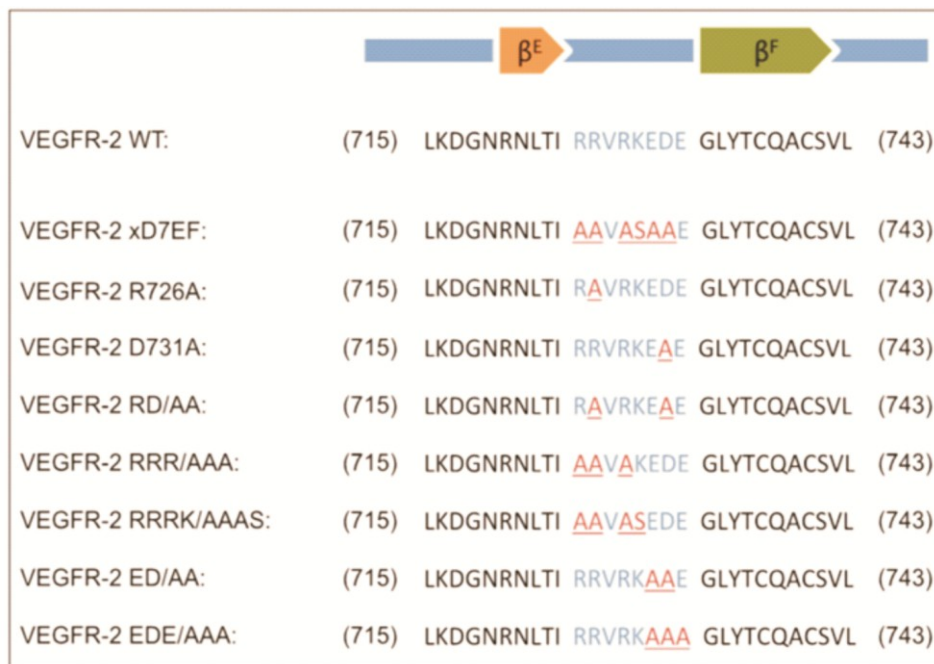 βᴱ βꟳ
VEGFR-2 WT: (715) LKDGNRNLTI RRVRKEDE GLYTCQACSVL (743)
VEGFR-2 xD7EF: (715) LKDGNRNLTI AAVASAAE GLYTCQACSVL (743)
VEGFR-2 R726A: (715) LKDGNRNLTI RAVRKEDE GLYTCQACSVL (743)
VEGFR-2 D731A: (715) LKDGNRNLTI RRVRKEAE GLYTCQACSVL (743)
VEGFR-2 RD/AA: (715) LKDGNRNLTI RAVRKEAE GLYTCQACSVL (743)
VEGFR-2 RRR/AAA: (715) LKDGNRNLTI AAVAKEDE GLYTCQACSVL (743)
VEGFR-2 RRRK/AAAS: (715) LKDGNRNLTI AAVASEDE GLYTCQACSVL (743)
VEGFR-2 ED/AA: (715) LKDGNRNLTI RRVRKAAE GLYTCQACSVL (743)
VEGFR-2 EDE/AAA: (715) LKDGNRNLTI RRVRKAAA GLYTCQACSVL (743)